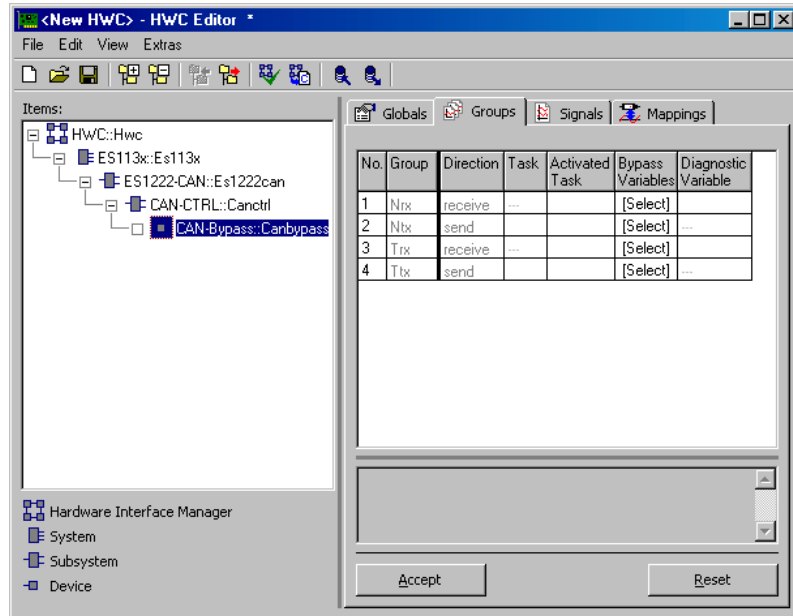 <New HWC> - HWC Editor *
File Edit View Extras
Items:
HWC::Hwc
ES113x::Es113x
ES1222-CAN::Es1222can
CAN-CTRL::Canctrl
CAN-Bypass::Canbypass
Hardware Interface Manager
System
Subsystem
Device
Globals Groups Signals Mappings
No. Group Direction Task Activated Task Bypass Variables Diagnostic Variable
1 Nrx receive --- [Select]
2 Ntx send [Select] ---
3 Trx receive --- [Select]
4 Ttx send [Select] ---
Accept Reset